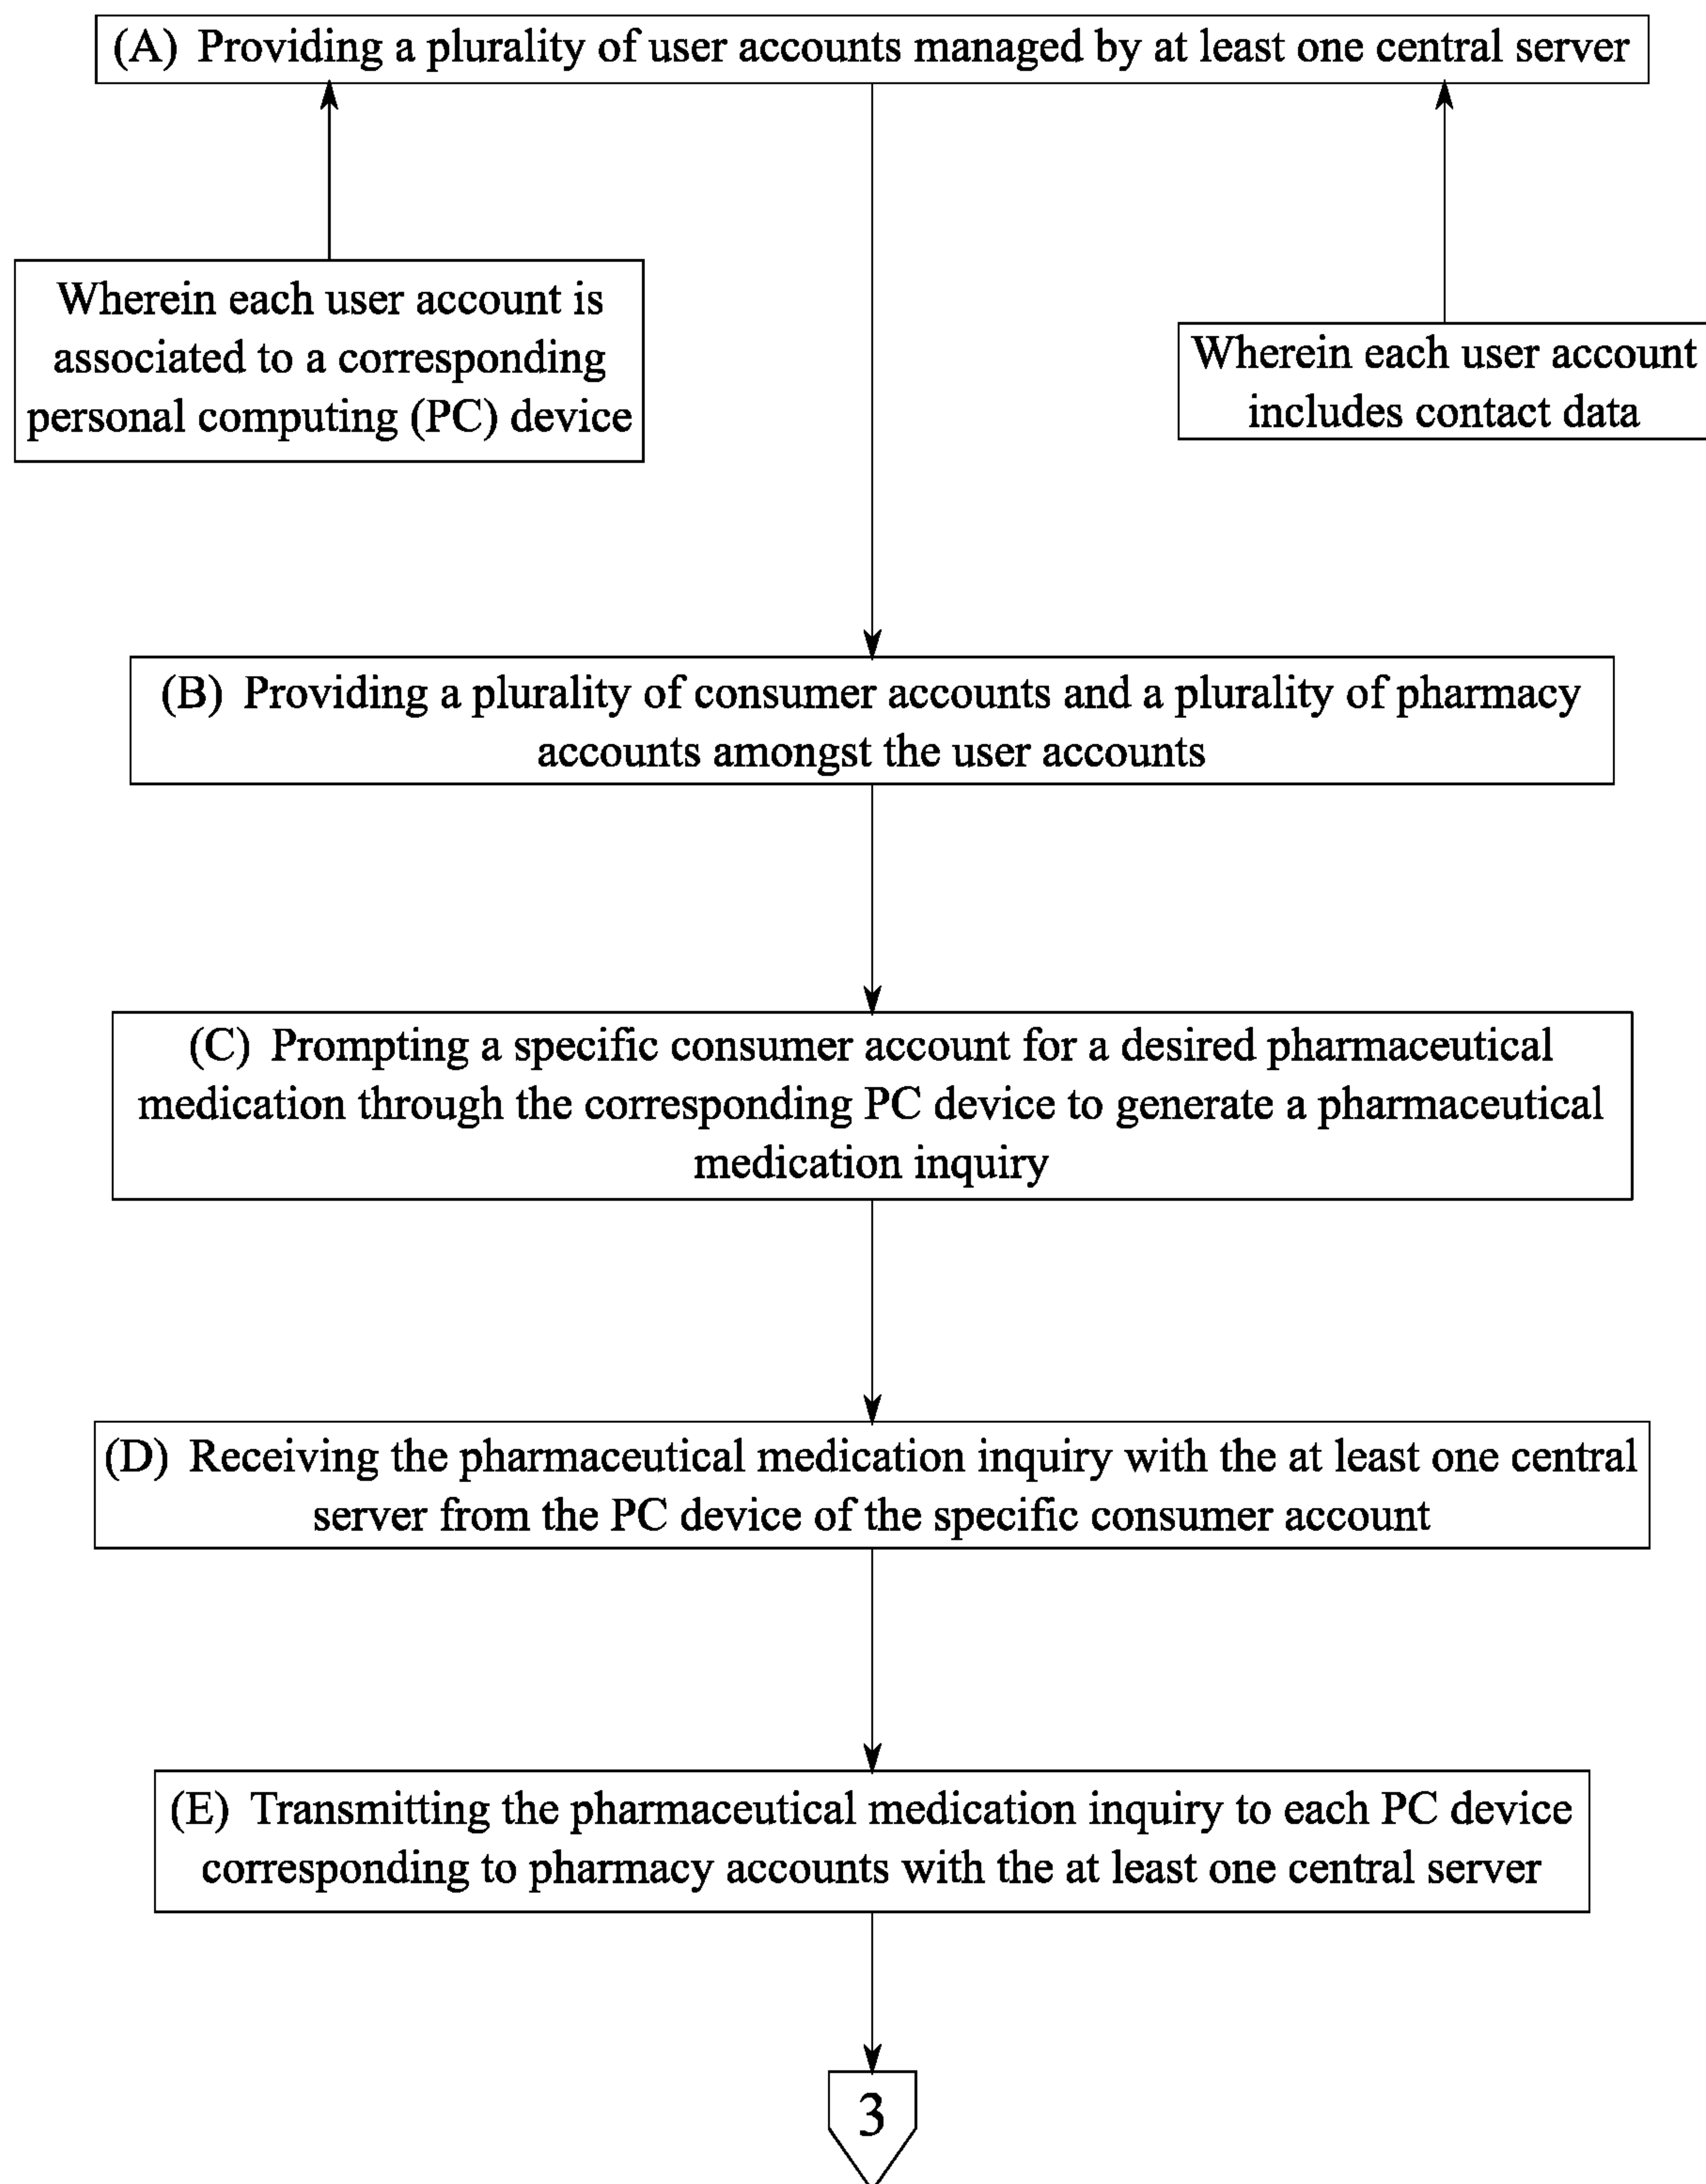 (A) Providing a plurality of user accounts managed by at least one central server
Wherein each user account is
associated to a corresponding
personal computing (PC) device
Wherein each user account
includes contact data
(B) Providing a plurality of consumer accounts and a plurality of pharmacy
accounts amongst the user accounts
(C) Prompting a specific consumer account for a desired pharmaceutical
medication through the corresponding PC device to generate a pharmaceutical
medication inquiry
(D) Receiving the pharmaceutical medication inquiry with the at least one central
server from the PC device of the specific consumer account
(E) Transmitting the pharmaceutical medication inquiry to each PC device
corresponding to pharmacy accounts with the at least one central server
3